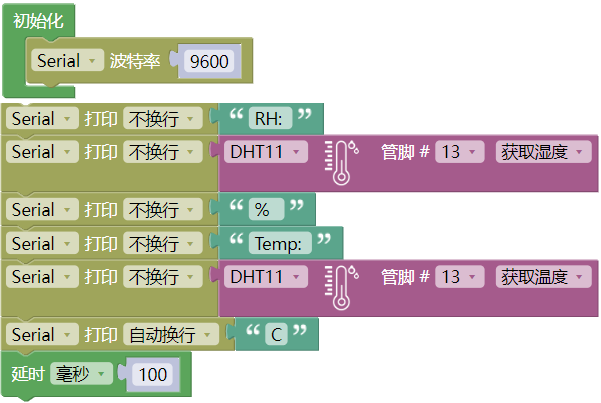 初始化
Serial 波特率 9600
Serial 打印 不换行 “ RH: ”
Serial 打印 不换行 DHT11 管脚 # 13 获取湿度
Serial 打印 不换行 “ % ”
Serial 打印 不换行 “ Temp: ”
Serial 打印 不换行 DHT11 管脚 # 13 获取温度
Serial 打印 自动换行 “ C ”
延时 毫秒 100